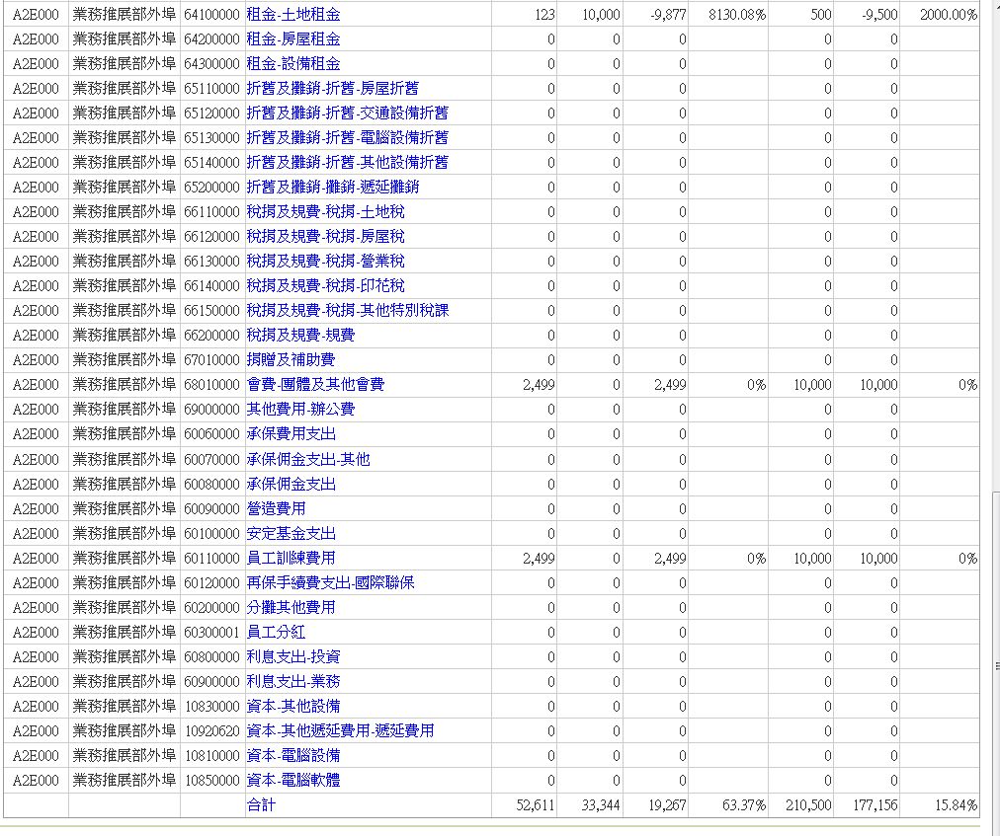 A2E000 業務推展部外埠 64100000 租金-土地租金 123 10,000 -9,877 8130.08% 500 -9,500 2000.00%
A2E000 業務推展部外埠 64200000 租金-房屋租金 0 0 0 0 0
A2E000 業務推展部外埠 64300000 租金-設備租金 0 0 0 0 0
A2E000 業務推展部外埠 65110000 折舊及攤銷-折舊-房屋折舊 0 0 0 0 0
A2E000 業務推展部外埠 65120000 折舊及攤銷-折舊-交通設備折舊 0 0 0 0 0
A2E000 業務推展部外埠 65130000 折舊及攤銷-折舊-電腦設備折舊 0 0 0 0 0
A2E000 業務推展部外埠 65140000 折舊及攤銷-折舊-其他設備折舊 0 0 0 0 0
A2E000 業務推展部外埠 65200000 折舊及攤銷-攤銷-遞延攤銷 0 0 0 0 0
A2E000 業務推展部外埠 66110000 稅捐及規費-稅捐-土地稅 0 0 0 0 0
A2E000 業務推展部外埠 66120000 稅捐及規費-稅捐-房屋稅 0 0 0 0 0
A2E000 業務推展部外埠 66130000 稅捐及規費-稅捐-營業稅 0 0 0 0 0
A2E000 業務推展部外埠 66140000 稅捐及規費-稅捐-印花稅 0 0 0 0 0
A2E000 業務推展部外埠 66150000 稅捐及規費-稅捐-其他特別稅課 0 0 0 0 0
A2E000 業務推展部外埠 66200000 稅捐及規費-規費 0 0 0 0 0
A2E000 業務推展部外埠 67010000 捐贈及補助費 0 0 0 0 0
A2E000 業務推展部外埠 68010000 會費-團體及其他會費 2,499 0 2,499 0% 10,000 10,000 0%
A2E000 業務推展部外埠 69000000 其他費用-辦公費 0 0 0 0 0
A2E000 業務推展部外埠 60060000 承保費用支出 0 0 0 0 0
A2E000 業務推展部外埠 60070000 承保佣金支出-其他 0 0 0 0 0
A2E000 業務推展部外埠 60080000 承保佣金支出 0 0 0 0 0
A2E000 業務推展部外埠 60090000 營造費用 0 0 0 0 0
A2E000 業務推展部外埠 60100000 安定基金支出 0 0 0 0 0
A2E000 業務推展部外埠 60110000 員工訓練費用 2,499 0 2,499 0% 10,000 10,000 0%
A2E000 業務推展部外埠 60120000 再保手續費支出-國際聯保 0 0 0 0 0
A2E000 業務推展部外埠 60200000 分攤其他費用 0 0 0 0 0
A2E000 業務推展部外埠 60300001 員工分紅 0 0 0 0 0
A2E000 業務推展部外埠 60800000 利息支出-投資 0 0 0 0 0
A2E000 業務推展部外埠 60900000 利息支出-業務 0 0 0 0 0
A2E000 業務推展部外埠 10830000 資本-其他設備 0 0 0 0 0
A2E000 業務推展部外埠 10920620 資本-其他遞延費用-遞延費用 0 0 0 0 0
A2E000 業務推展部外埠 10810000 資本-電腦設備 0 0 0 0 0
A2E000 業務推展部外埠 10850000 資本-電腦軟體 0 0 0 0 0
合計 52,611 33,344 19,267 63.37% 210,500 177,156 15.84%